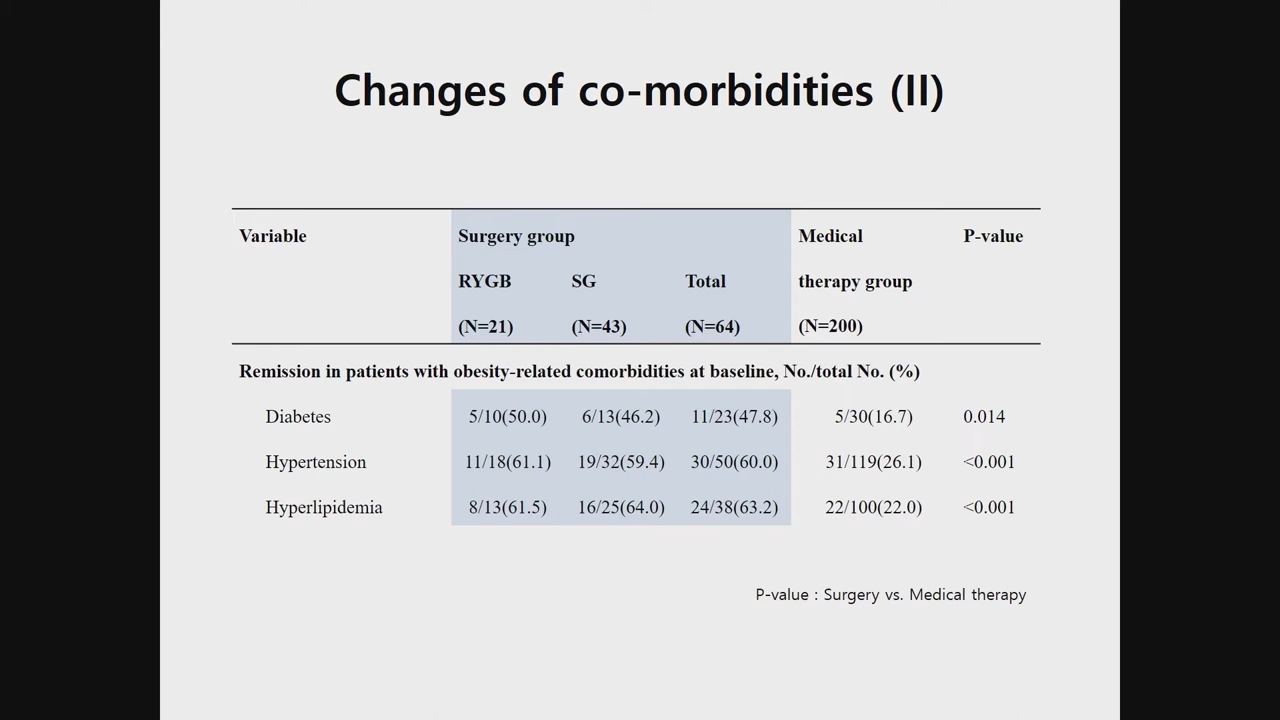 Changes of co-morbidities (II)
Variable Surgery group Medical P-value
RYGB SG Total therapy group
(N=21) (N=43) (N=64) (N=200)
Remission in patients with obesity-related comorbidities at baseline, No./total No. (%)
Diabetes 5/10(50.0) 6/13(46.2) 11/23(47.8) 5/30(16.7) 0.014
Hypertension 11/18(61.1) 19/32(59.4) 30/50(60.0) 31/119(26.1) <0.001
Hyperlipidemia 8/13(61.5) 16/25(64.0) 24/38(63.2) 22/100(22.0) <0.001
P-value : Surgery vs. Medical therapy